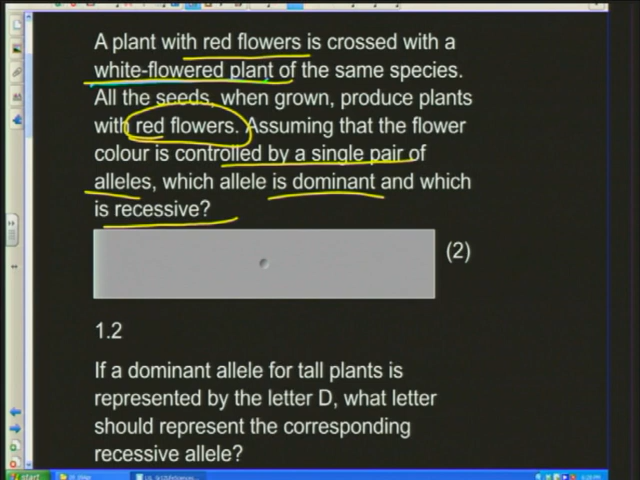 A plant with red flowers is crossed with a
white-flowered plant of the same species.
All the seeds, when grown, produce plants
with red flowers. Assuming that the flower
colour is controlled by a single pair of
alleles, which allele is dominant and which
is recessive?
(2)
1.2
If a dominant allele for tall plants is
represented by the letter D, what letter
should represent the corresponding
recessive allele?
start